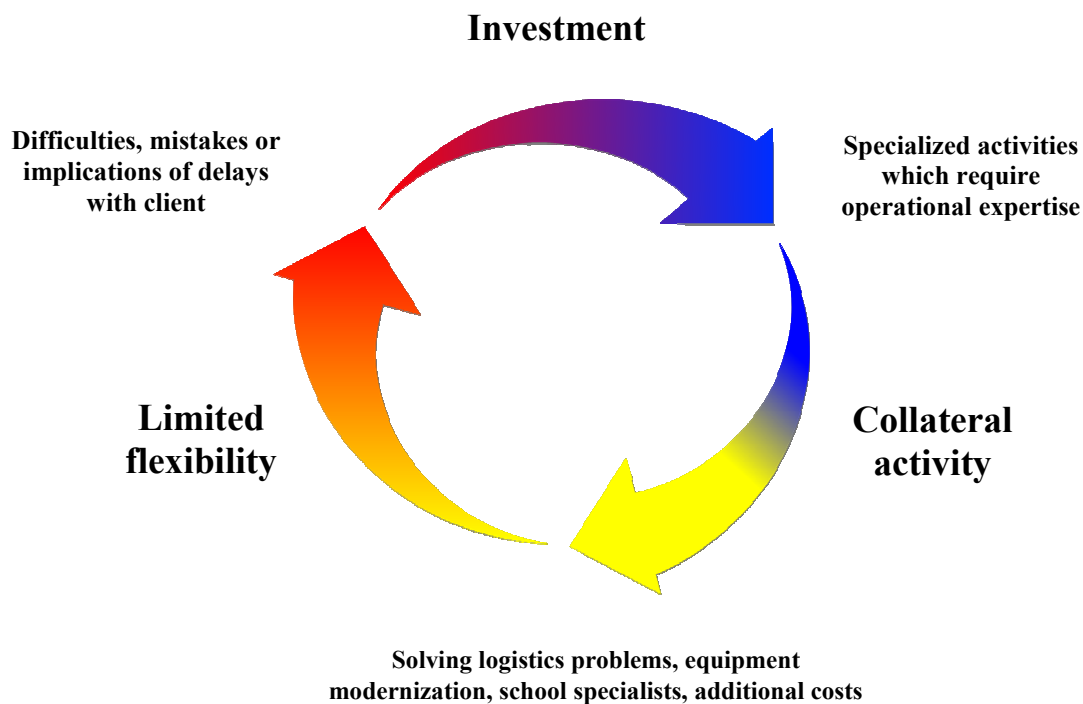 Investment
Difficulties, mistakes or
implications of delays
with client
Specialized activities
which require
operational expertise
Limited
flexibility
Collateral
activity
Solving logistics problems, equipment
modernization, school specialists, additional costs